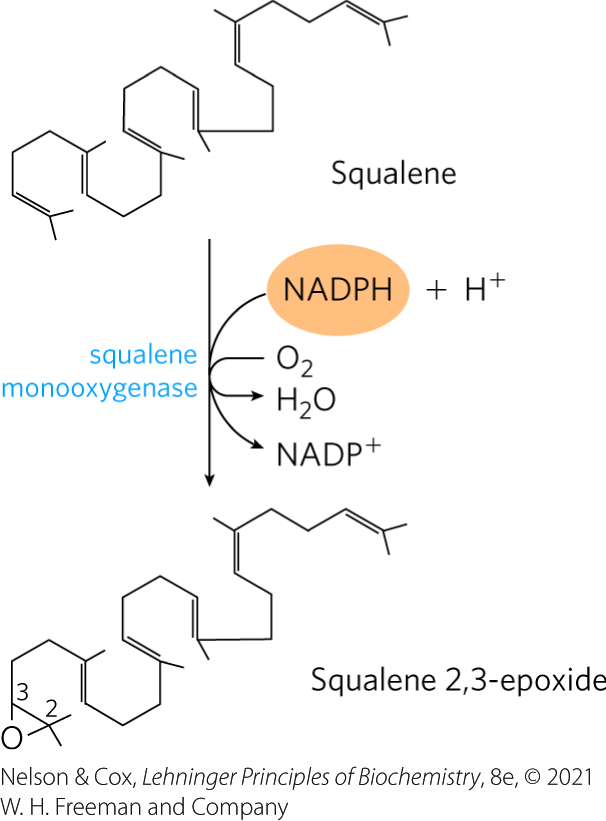 Squalene
NADPH + H⁺
squalene
monooxygenase
O₂
H₂O
NADP⁺
3
2
O
Squalene 2,3-epoxide
Nelson & Cox, Lehninger Principles of Biochemistry, 8e, © 2021
W. H. Freeman and Company